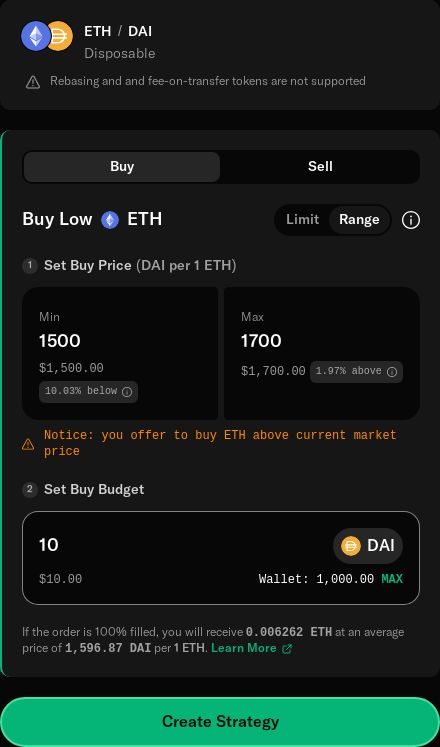 ETH / DAI
Disposable
Rebasing and and fee-on-transfer tokens are not supported
Buy
Sell
Buy Low ETH
Limit
Range
1 Set Buy Price (DAI per 1 ETH)
Min
1500
$1,500.00
10.03% below
Max
1700
$1,700.00 1.97% above
Notice: you offer to buy ETH above current market
price
2 Set Buy Budget
10
DAI
$10.00
Wallet: 1,000.00 MAX
If the order is 100% filled, you will receive 0.006262 ETH at an average
price of 1,596.87 DAI per 1 ETH. Learn More
Create Strategy